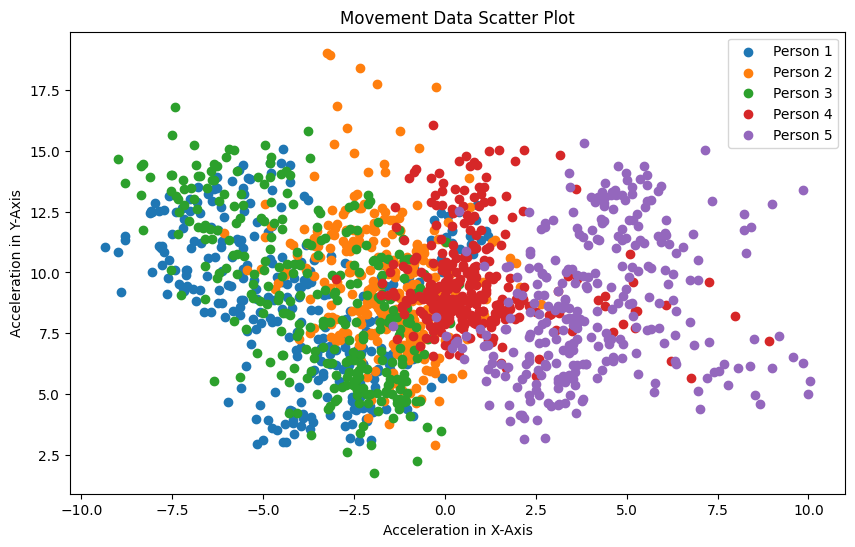 Movement Data Scatter Plot
Person 1
Person 2
Person 3
Person 4
Person 5
Acceleration in Y-Axis
17.5
15.0
12.5
10.0
7.5
5.0
2.5
−10.0 −7.5 −5.0 −2.5 0.0 2.5 5.0 7.5 10.0
Acceleration in X-Axis